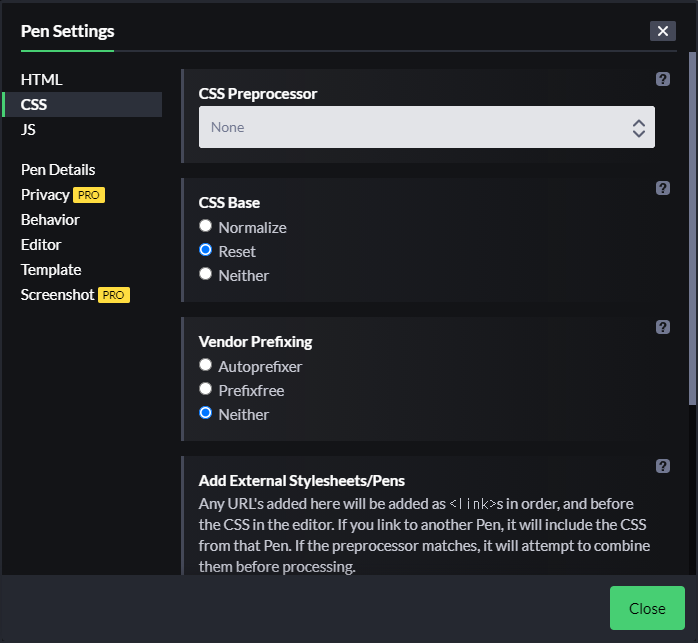 Pen Settings
HTML
CSS
JS
Pen Details
Privacy PRO
Behavior
Editor
Template
Screenshot PRO
?
CSS Preprocessor
None
?
CSS Base
Normalize
Reset
Neither
?
Vendor Prefixing
Autoprefixer
Prefixfree
Neither
?
Add External Stylesheets/Pens
Any URL's added here will be added as <link>s in order, and before
the CSS in the editor. If you link to another Pen, it will include the CSS
from that Pen. If the preprocessor matches, it will attempt to combine
them before processing.
Close